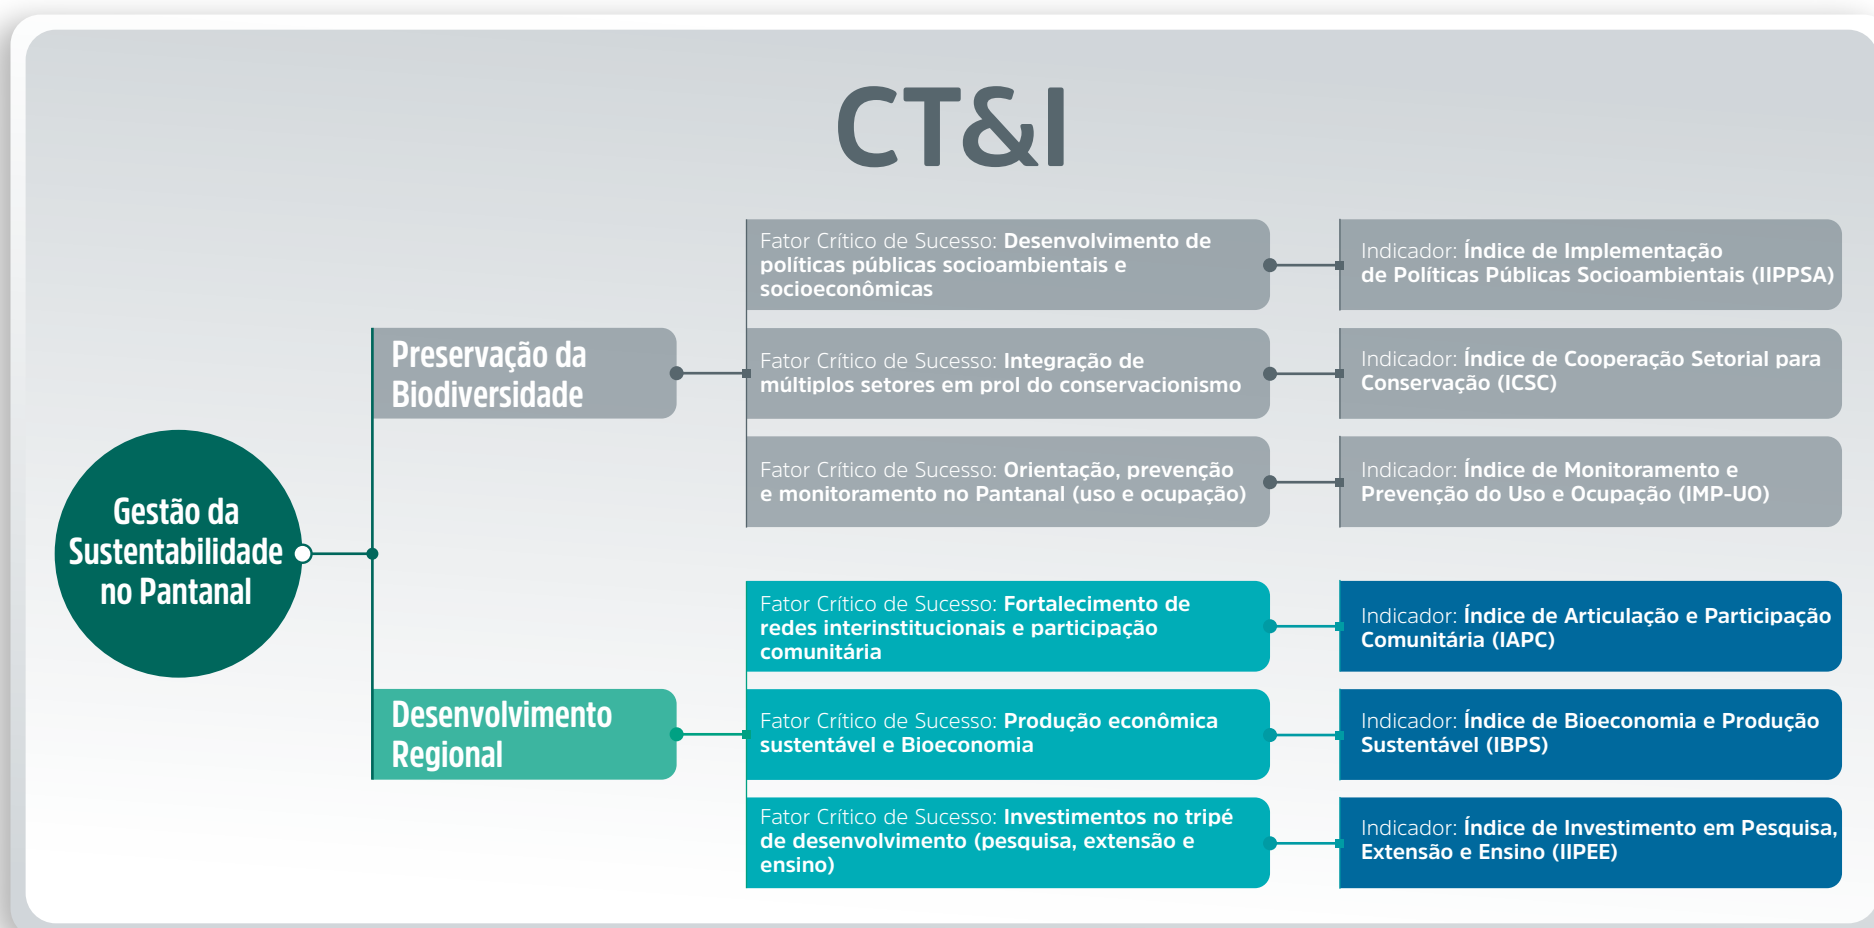 CT&I
Gestão da
Sustentabilidade
no Pantanal
Preservação da
Biodiversidade
Fator Crítico de Sucesso: Desenvolvimento de
políticas públicas socioambientais e
socioeconômicas
Indicador: Índice de Implementação
de Políticas Públicas Socioambientais (IIPPSA)
Fator Crítico de Sucesso: Integração de
múltiplos setores em prol do conservacionismo
Indicador: Índice de Cooperação Setorial para
Conservação (ICSC)
Fator Crítico de Sucesso: Orientação, prevenção
e monitoramento no Pantanal (uso e ocupação)
Indicador: Índice de Monitoramento e
Prevenção do Uso e Ocupação (IMP-UO)
Desenvolvimento
Regional
Fator Crítico de Sucesso: Fortalecimento de
redes interinstitucionais e participação
comunitária
Indicador: Índice de Articulação e Participação
Comunitária (IAPC)
Fator Crítico de Sucesso: Produção econômica
sustentável e Bioeconomia
Indicador: Índice de Bioeconomia e Produção
Sustentável (IBPS)
Fator Crítico de Sucesso: Investimentos no tripé
de desenvolvimento (pesquisa, extensão e
ensino)
Indicador: Índice de Investimento em Pesquisa,
Extensão e Ensino (IIPEE)